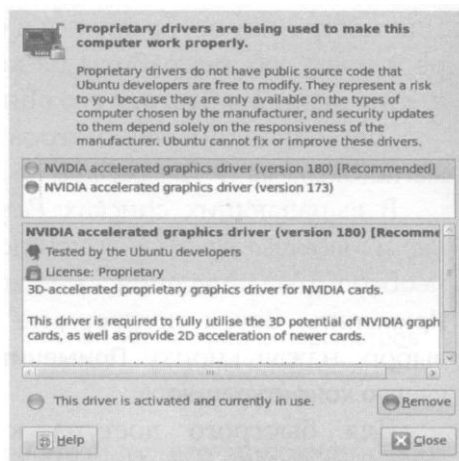 Proprietary drivers are being used to make this
computer work properly.
Proprietary drivers do not have public source code that
Ubuntu developers are free to modify. They represent a risk
to you because they are only available on the types of
computer chosen by the manufacturer, and security updates
to them depend solely on the responsiveness of the
manufacturer. Ubuntu cannot fix or improve these drivers.
NVIDIA accelerated graphics driver (version 180) [Recommended]
NVIDIA accelerated graphics driver (version 173)
NVIDIA accelerated graphics driver (version 180) [Recomme
Tested by the Ubuntu developers
License: Proprietary
3D-accelerated proprietary graphics driver for NVIDIA cards.
This driver is required to fully utilise the 3D potential of NVIDIA graph
cards, as well as provide 2D acceleration of newer cards.
This driver is activated and currently in use.
Remove
Help
Close